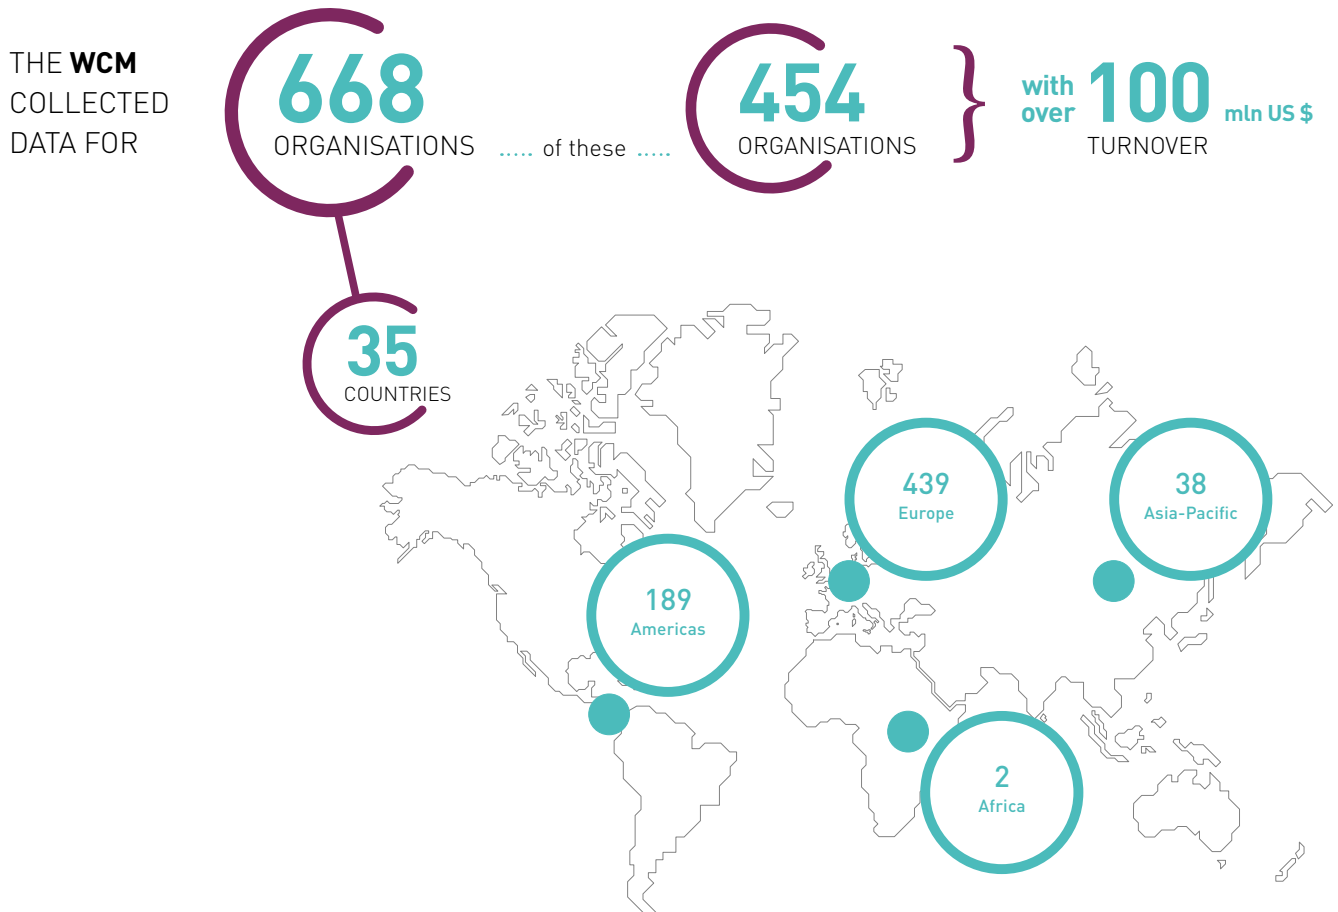 THE WCM
COLLECTED
DATA FOR
668
ORGANISATIONS
..... of these .....
454
ORGANISATIONS
}
with
over
100
mln US $
TURNOVER
35
COUNTRIES
439
Europe
38
Asia-Pacific
189
Americas
2
Africa